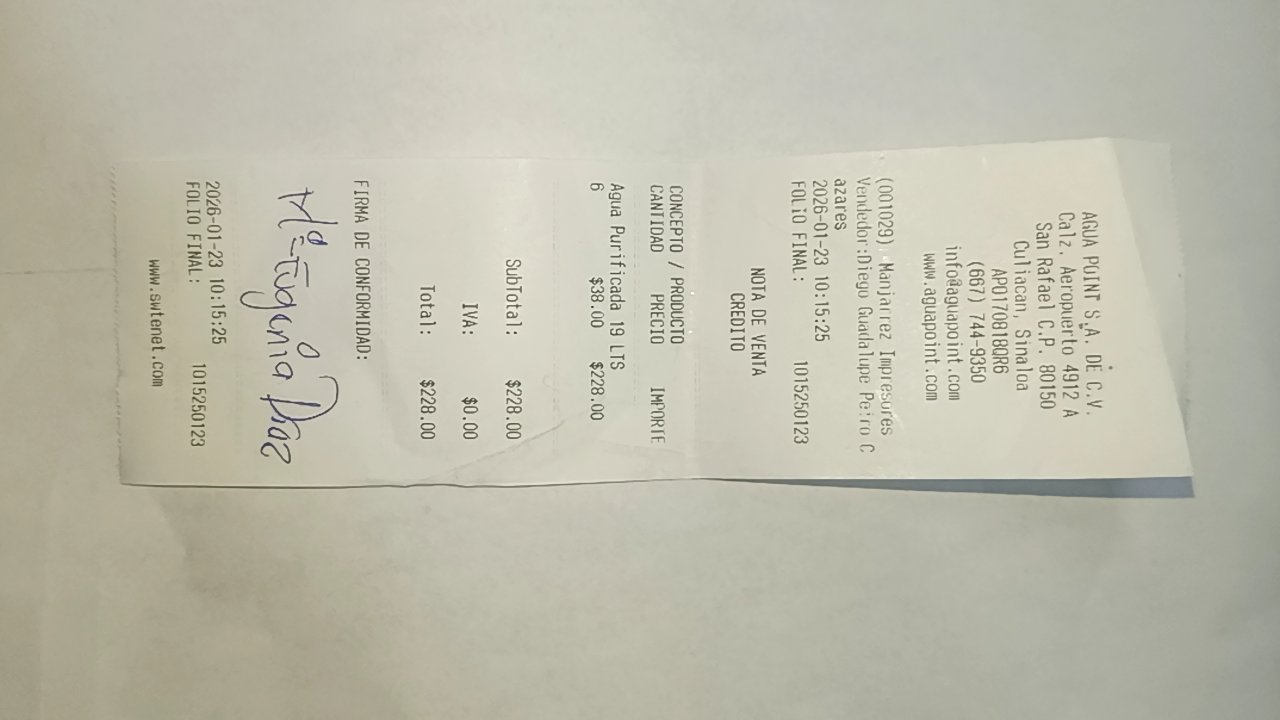 AGUA POINT S.A. DE C.V.
Calz. Aeropuerto 4912 A
San Rafael C.P. 80150
Culiacan, Sinaloa
APO170818QR6
(667) 744-9350
info@aguapoint.com
www.aguapoint.com
(001029) Manjarrez Impresores
Vendedor:Diego Guadalupe Peiro C
azares
2026-01-23 10:15:25
FOLIO FINAL: 1015250123
NOTA DE VENTA
CREDITO
CONCEPTO / PRODUCTO
CANTIDAD PRECIO IMPORTE
Agua Purificada 19 LTS
6 $38.00 $228.00
SubTotal: $228.00
IVA: $0.00
Total: $228.00
FIRMA DE CONFORMIDAD:
Mª Eugenia Díaz
2026-01-23 10:15:25
FOLIO FINAL: 1015250123
www.swtenet.com